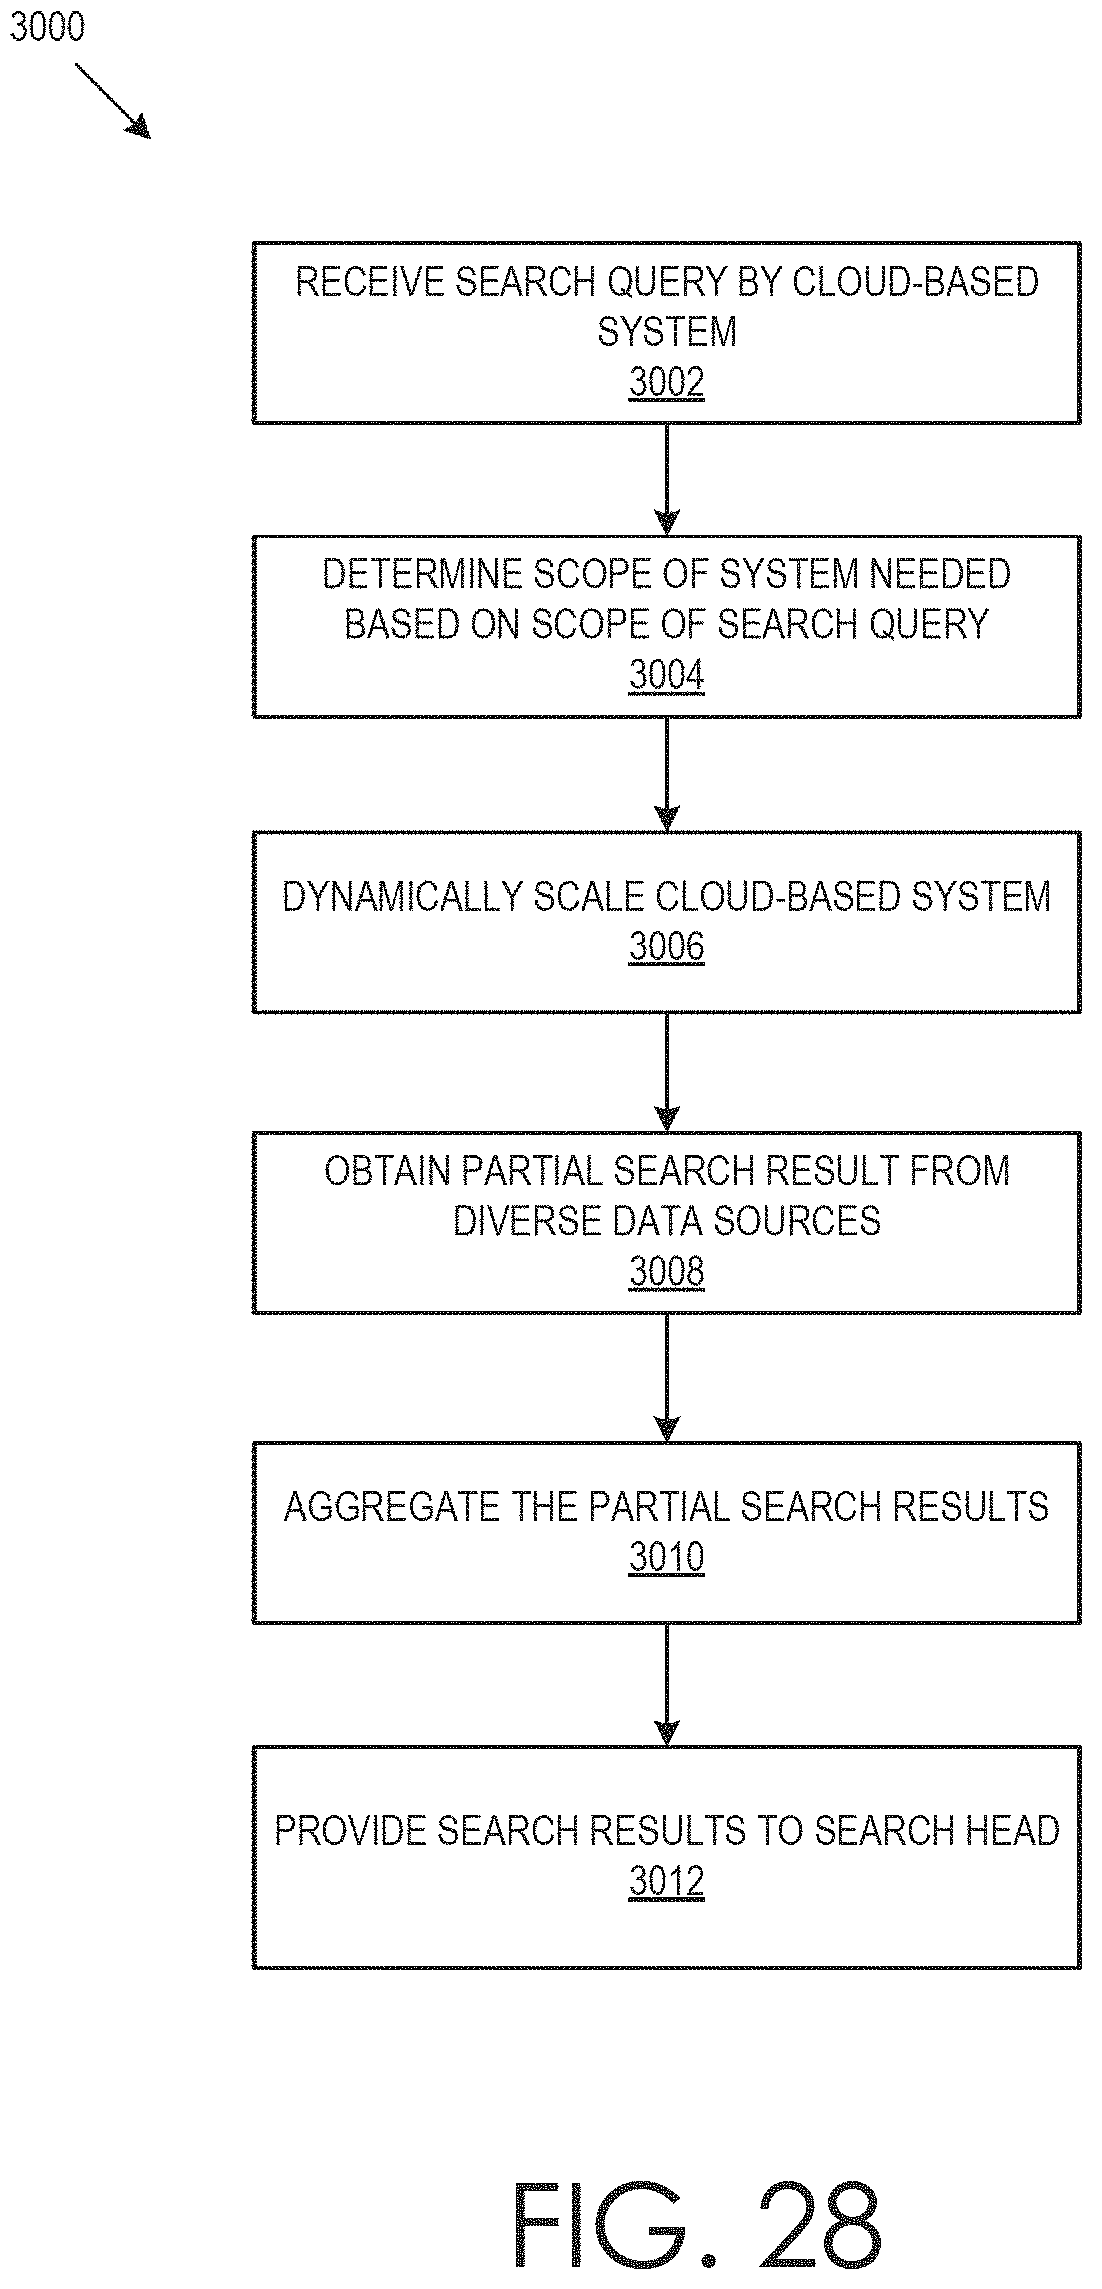 3000
RECEIVE SEARCH QUERY BY CLOUD-BASED
SYSTEM
3002
DETERMINE SCOPE OF SYSTEM NEEDED
BASED ON SCOPE OF SEARCH QUERY
3004
DYNAMICALLY SCALE CLOUD-BASED SYSTEM
3006
OBTAIN PARTIAL SEARCH RESULT FROM
DIVERSE DATA SOURCES
3008
AGGREGATE THE PARTIAL SEARCH RESULTS
3010
PROVIDE SEARCH RESULTS TO SEARCH HEAD
3012
FIG. 28